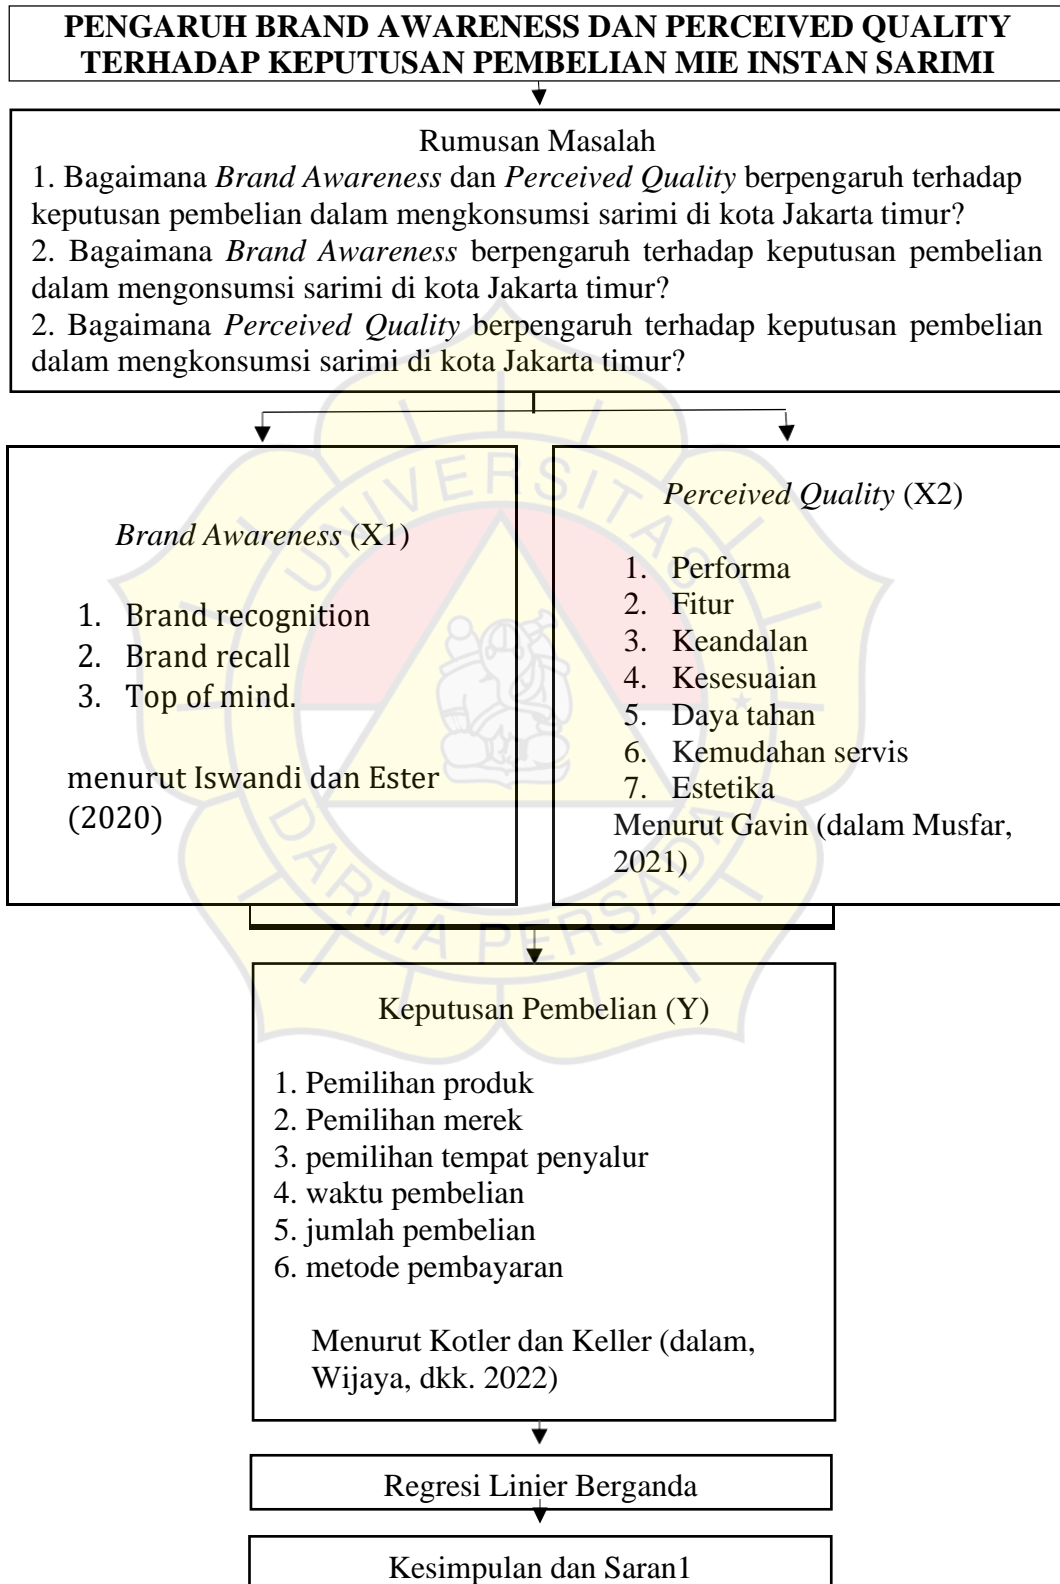 PENGARUH BRAND AWARENESS DAN PERCEIVED QUALITY
TERHADAP KEPUTUSAN PEMBELIAN MIE INSTAN SARIMI
Rumusan Masalah
1. Bagaimana Brand Awareness dan Perceived Quality berpengaruh terhadap
keputusan pembelian dalam mengkonsumsi sarimi di kota Jakarta timur?
2. Bagaimana Brand Awareness berpengaruh terhadap keputusan pembelian
dalam mengonsumsi sarimi di kota Jakarta timur?
2. Bagaimana Perceived Quality berpengaruh terhadap keputusan pembelian
dalam mengkonsumsi sarimi di kota Jakarta timur?
Brand Awareness (X1)
1. Brand recognition
2. Brand recall
3. Top of mind.
menurut Iswandi dan Ester
(2020)
Perceived Quality (X2)
1. Performa
2. Fitur
3. Keandalan
4. Kesesuaian
5. Daya tahan
6. Kemudahan servis
7. Estetika
Menurut Gavin (dalam Musfar,
2021)
UNIVERSITAS
DARMA PERSADA
Keputusan Pembelian (Y)
1. Pemilihan produk
2. Pemilihan merek
3. pemilihan tempat penyalur
4. waktu pembelian
5. jumlah pembelian
6. metode pembayaran
Menurut Kotler dan Keller (dalam,
Wijaya, dkk. 2022)
Regresi Linier Berganda
Kesimpulan dan Saran1